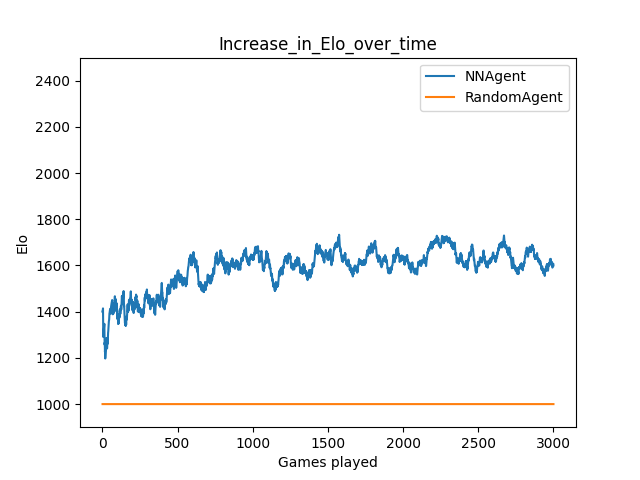 Increase_in_Elo_over_time
NNAgent
RandomAgent
2400
2200
2000
1800
1600
1400
1200
1000
Elo
0 500 1000 1500 2000 2500 3000
Games played